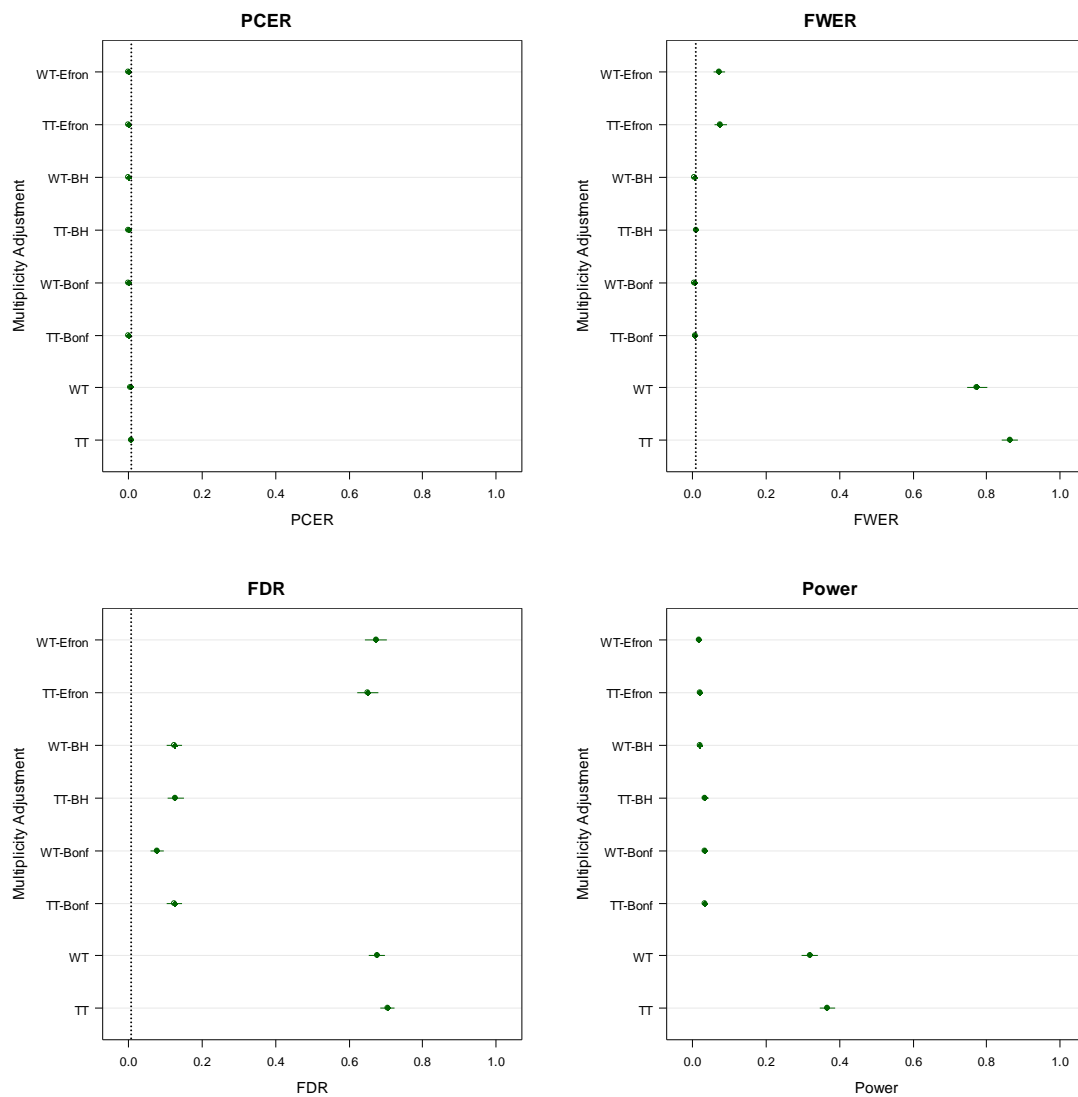 PCER
Multiplicity Adjustment
WT-Efron
TT-Efron
WT-BH
TT-BH
WT-Bonf
TT-Bonf
WT
TT
0.0 0.2 0.4 0.6 0.8 1.0
PCER
FWER
Multiplicity Adjustment
WT-Efron
TT-Efron
WT-BH
TT-BH
WT-Bonf
TT-Bonf
WT
TT
0.0 0.2 0.4 0.6 0.8 1.0
FWER
FDR
Multiplicity Adjustment
WT-Efron
TT-Efron
WT-BH
TT-BH
WT-Bonf
TT-Bonf
WT
TT
0.0 0.2 0.4 0.6 0.8 1.0
FDR
Power
Multiplicity Adjustment
WT-Efron
TT-Efron
WT-BH
TT-BH
WT-Bonf
TT-Bonf
WT
TT
0.0 0.2 0.4 0.6 0.8 1.0
Power